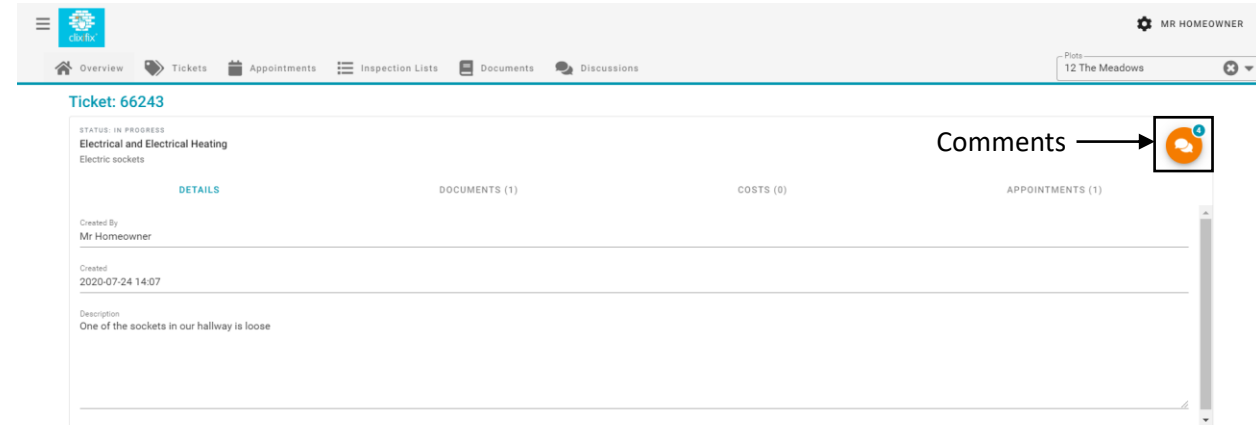 clix fix
MR HOMEOWNER
Overview Tickets Appointments Inspection Lists Documents Discussions
Plots
12 The Meadows
Ticket: 66243
STATUS: IN PROGRESS
Electrical and Electrical Heating
Electric sockets
Comments
4
DETAILS DOCUMENTS (1) COSTS (0) APPOINTMENTS (1)
Created By
Mr Homeowner
Created
2020-07-24 14:07
Description
One of the sockets in our hallway is loose